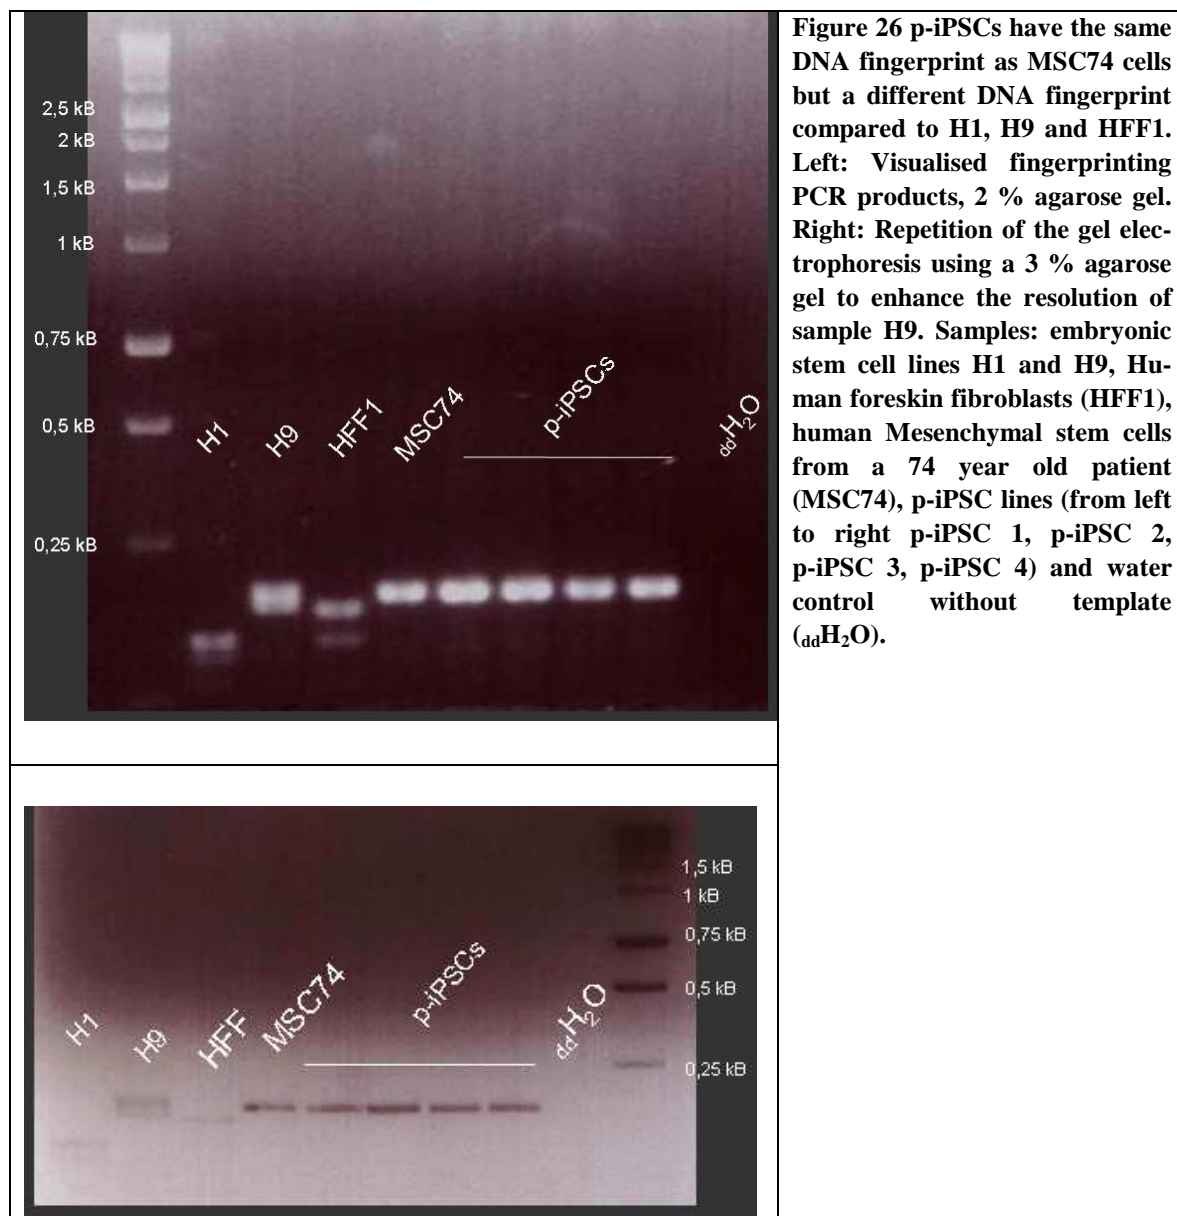 2,5 kB
2 kB
1,5 kB
1 kB
0,75 kB
0,5 kB
0,25 kB
H1
H9
HFF1
MSC74
p-iPSCs
ddH2O
Figure 26 p-iPSCs have the same
DNA fingerprint as MSC74 cells
but a different DNA fingerprint
compared to H1, H9 and HFF1.
Left: Visualised fingerprinting
PCR products, 2 % agarose gel.
Right: Repetition of the gel elec-
trophoresis using a 3 % agarose
gel to enhance the resolution of
sample H9. Samples: embryonic
stem cell lines H1 and H9, Hu-
man foreskin fibroblasts (HFF1),
human Mesenchymal stem cells
from a 74 year old patient
(MSC74), p-iPSC lines (from left
to right p-iPSC 1, p-iPSC 2,
p-iPSC 3, p-iPSC 4) and water
control without template
(ddH2O).
H1
H9
HFF
MSC74
p-iPSCs
ddH2O
1,5 kB
1 kB
0,75 kB
0,5 kB
0,25 kB